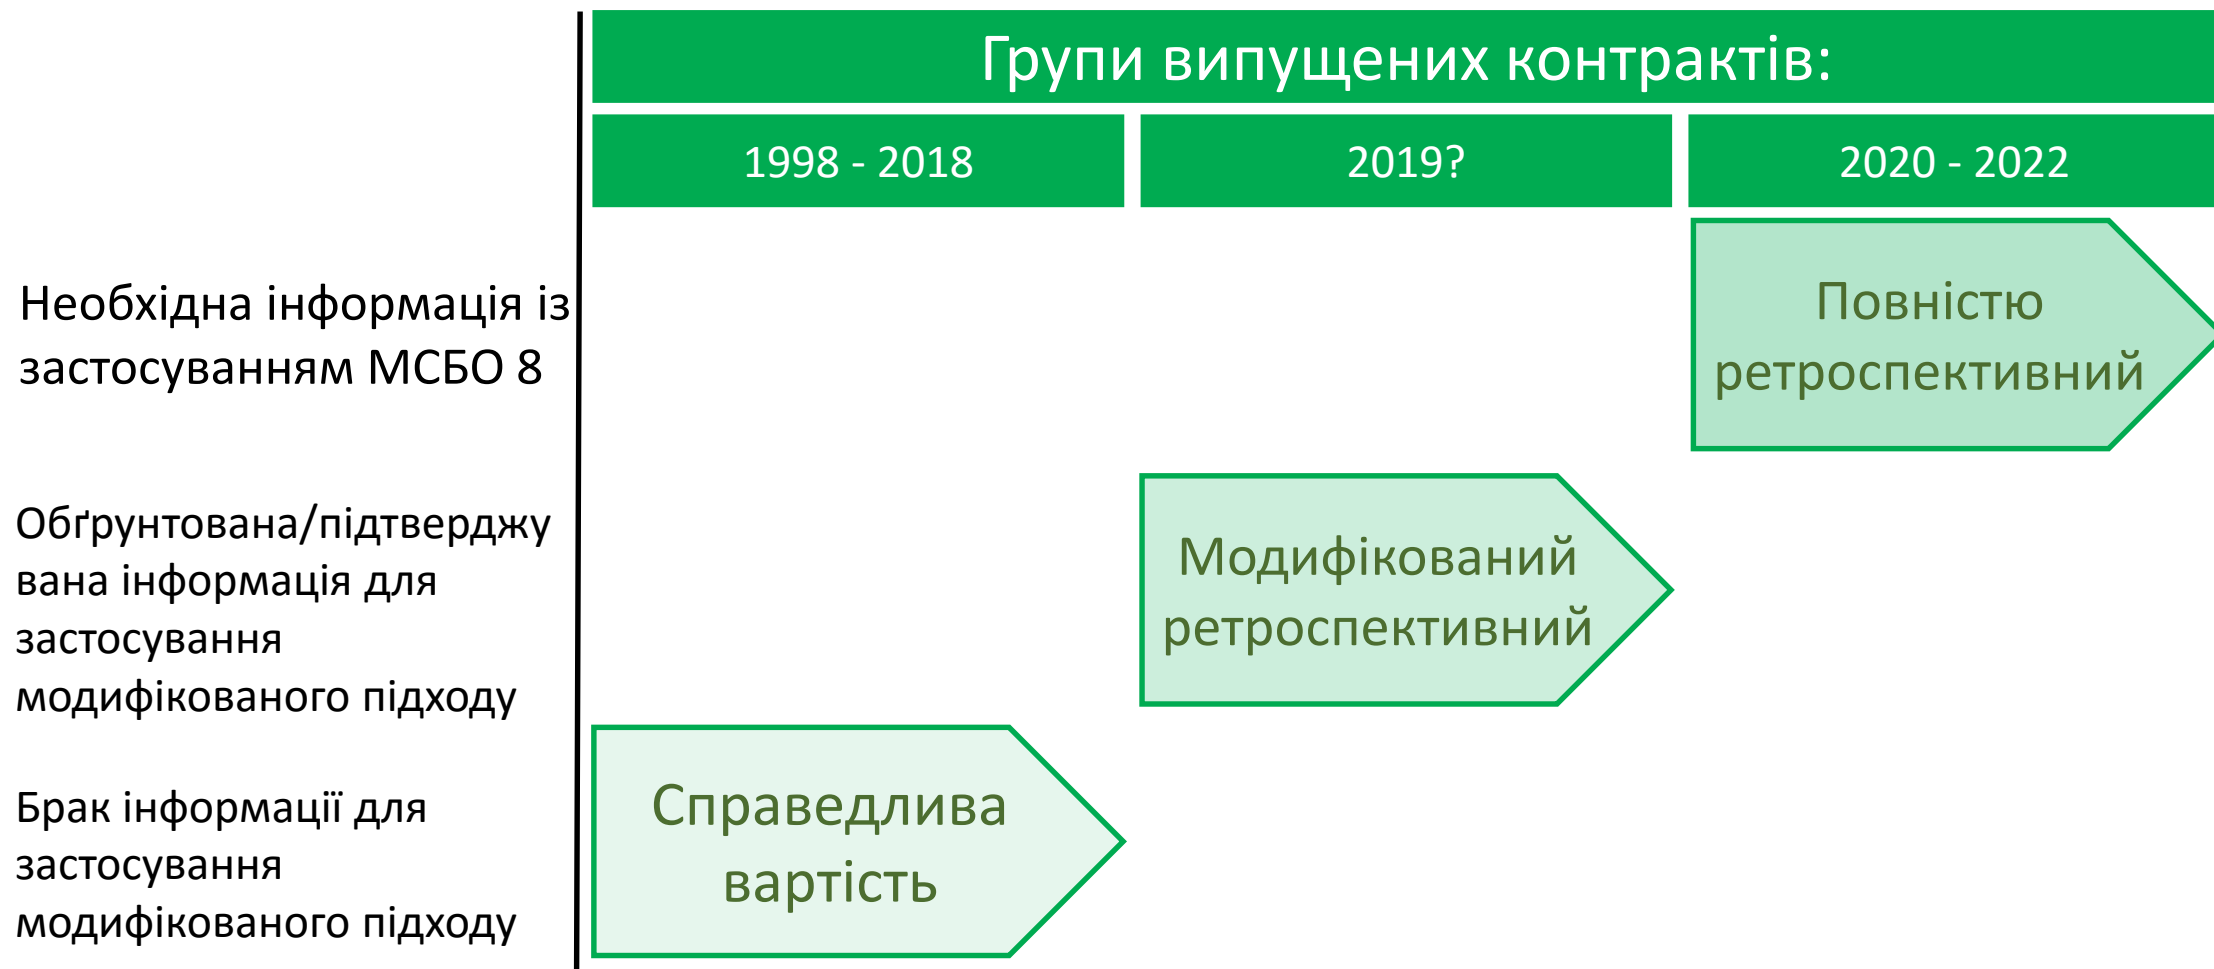 Групи випущених контрактів:
1998 - 2018
2019?
2020 - 2022
Необхідна інформація із
застосуванням МСБО 8
Повністю
ретроспективний
Обґрунтована/підтверджу
вана інформація для
застосування
модифікованого підходу
Модифікований
ретроспективний
Брак інформації для
застосування
модифікованого підходу
Справедлива
вартість